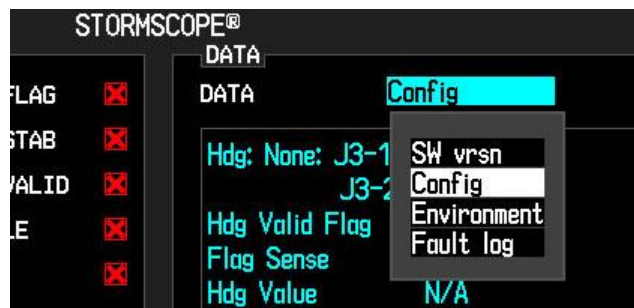 STORMSCOPE®
DATA
FLAG
DATA Config
STAB
VALID
Hdg: None: J3-1
J3-2
SW vrsn
Config
Environment
Fault log
LE
Hdg Valid Flag
Flag Sense
Hdg Value N/A